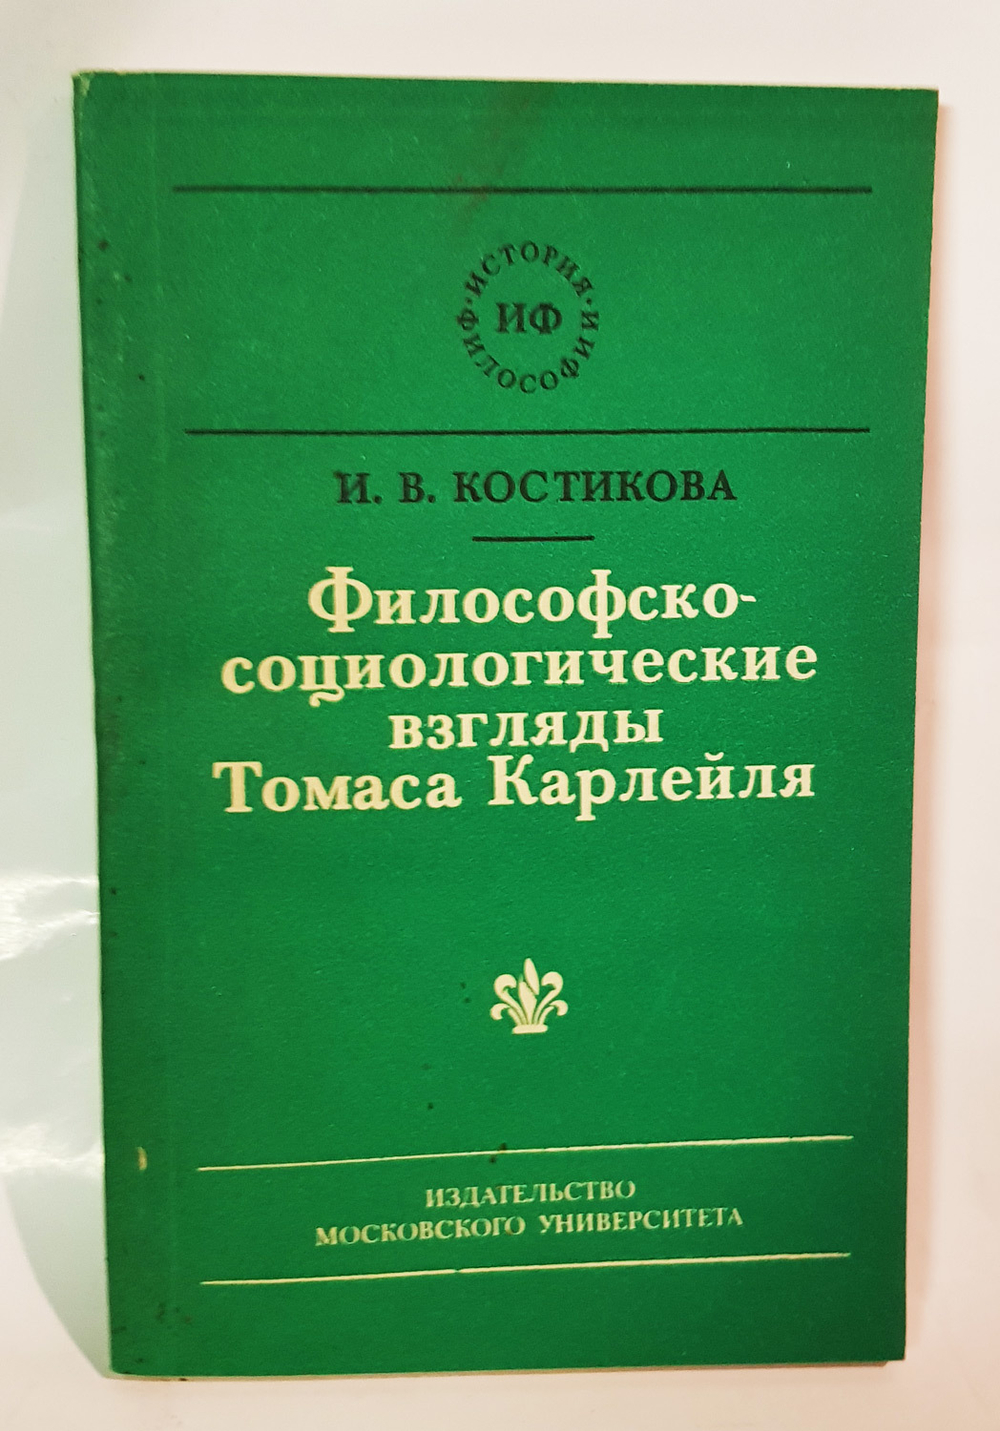 ИСТОРИЯ · ФИЛОСОФИИ ·
ИФ
И. В. КОСТИКОВА
Философско-
социологические
взгляды
Томаса Карлейля
ИЗДАТЕЛЬСТВО
МОСКОВСКОГО УНИВЕРСИТЕТА